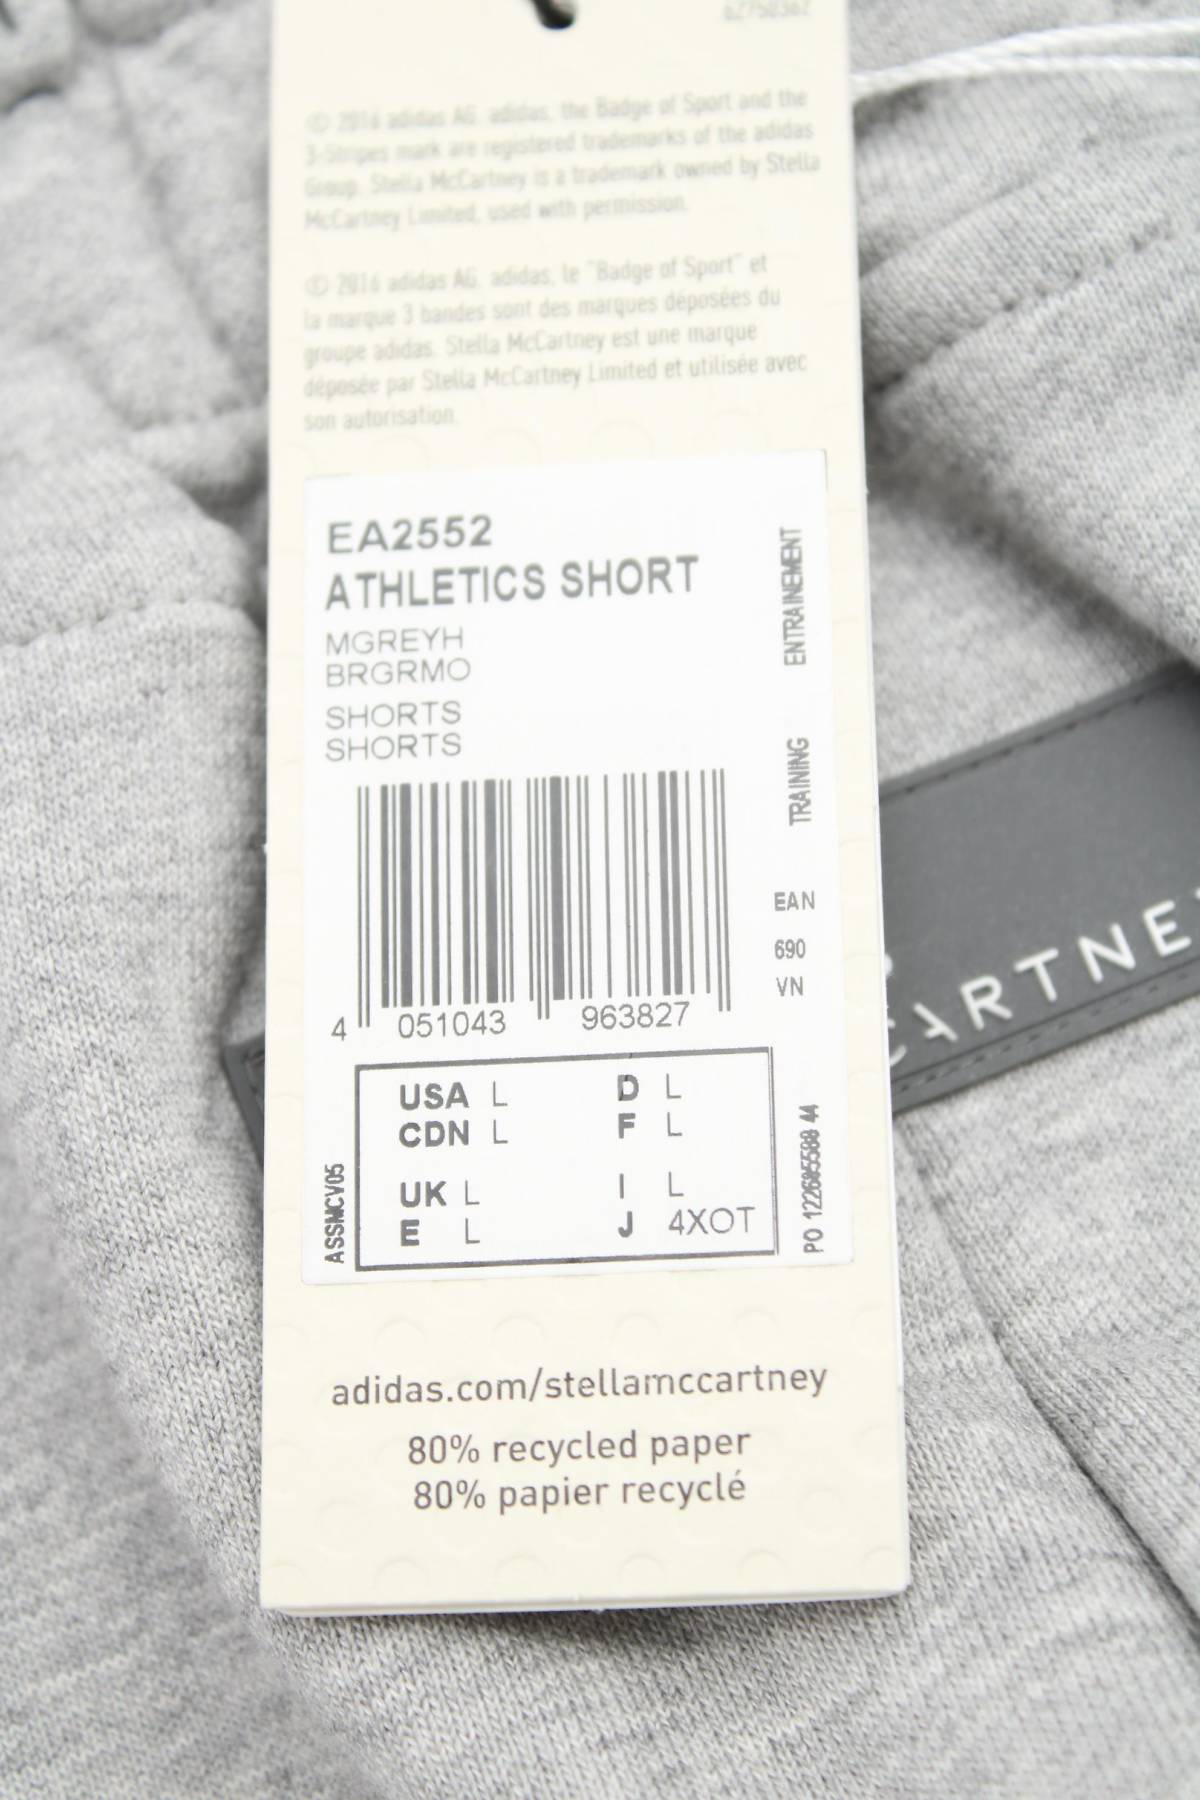 62750362
© 2016 adidas AG. adidas, the Badge of Sport and the
3-Stripes mark are registered trademarks of the adidas
Group. Stella McCartney is a trademark owned by Stella
McCartney Limited, used with permission.
© 2016 adidas AG. adidas, le "Badge of Sport" et
la marque 3 bandes sont des marques déposées du
groupe adidas. Stella McCartney est une marque
déposée par Stella McCartney Limited et utilisée avec
son autorisation.
EA2552
ATHLETICS SHORT
MGREYH
BRGRMO
SHORTS
SHORTS
ENTRAINEMENT
TRAINING
EAN
690
VN
4 051043 963827
USA L D L
CDN L F L
UK L I L
E L J 4XOT
ASSMCV05
PO 44
adidas.com/stellamccartney
80% recycled paper
80% papier recyclé
CARTNEY